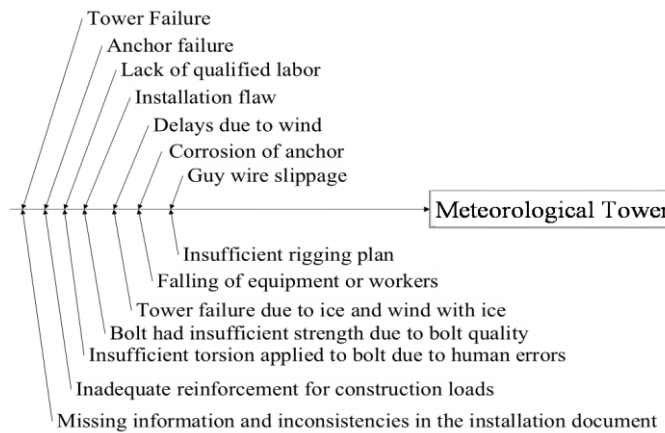 Tower Failure
Anchor failure
Lack of qualified labor
Installation flaw
Delays due to wind
Corrosion of anchor
Guy wire slippage
Meteorological Tower
Insufficient rigging plan
Falling of equipment or workers
Tower failure due to ice and wind with ice
Bolt had insufficient strength due to bolt quality
Insufficient torsion applied to bolt due to human errors
Inadequate reinforcement for construction loads
Missing information and inconsistencies in the installation document